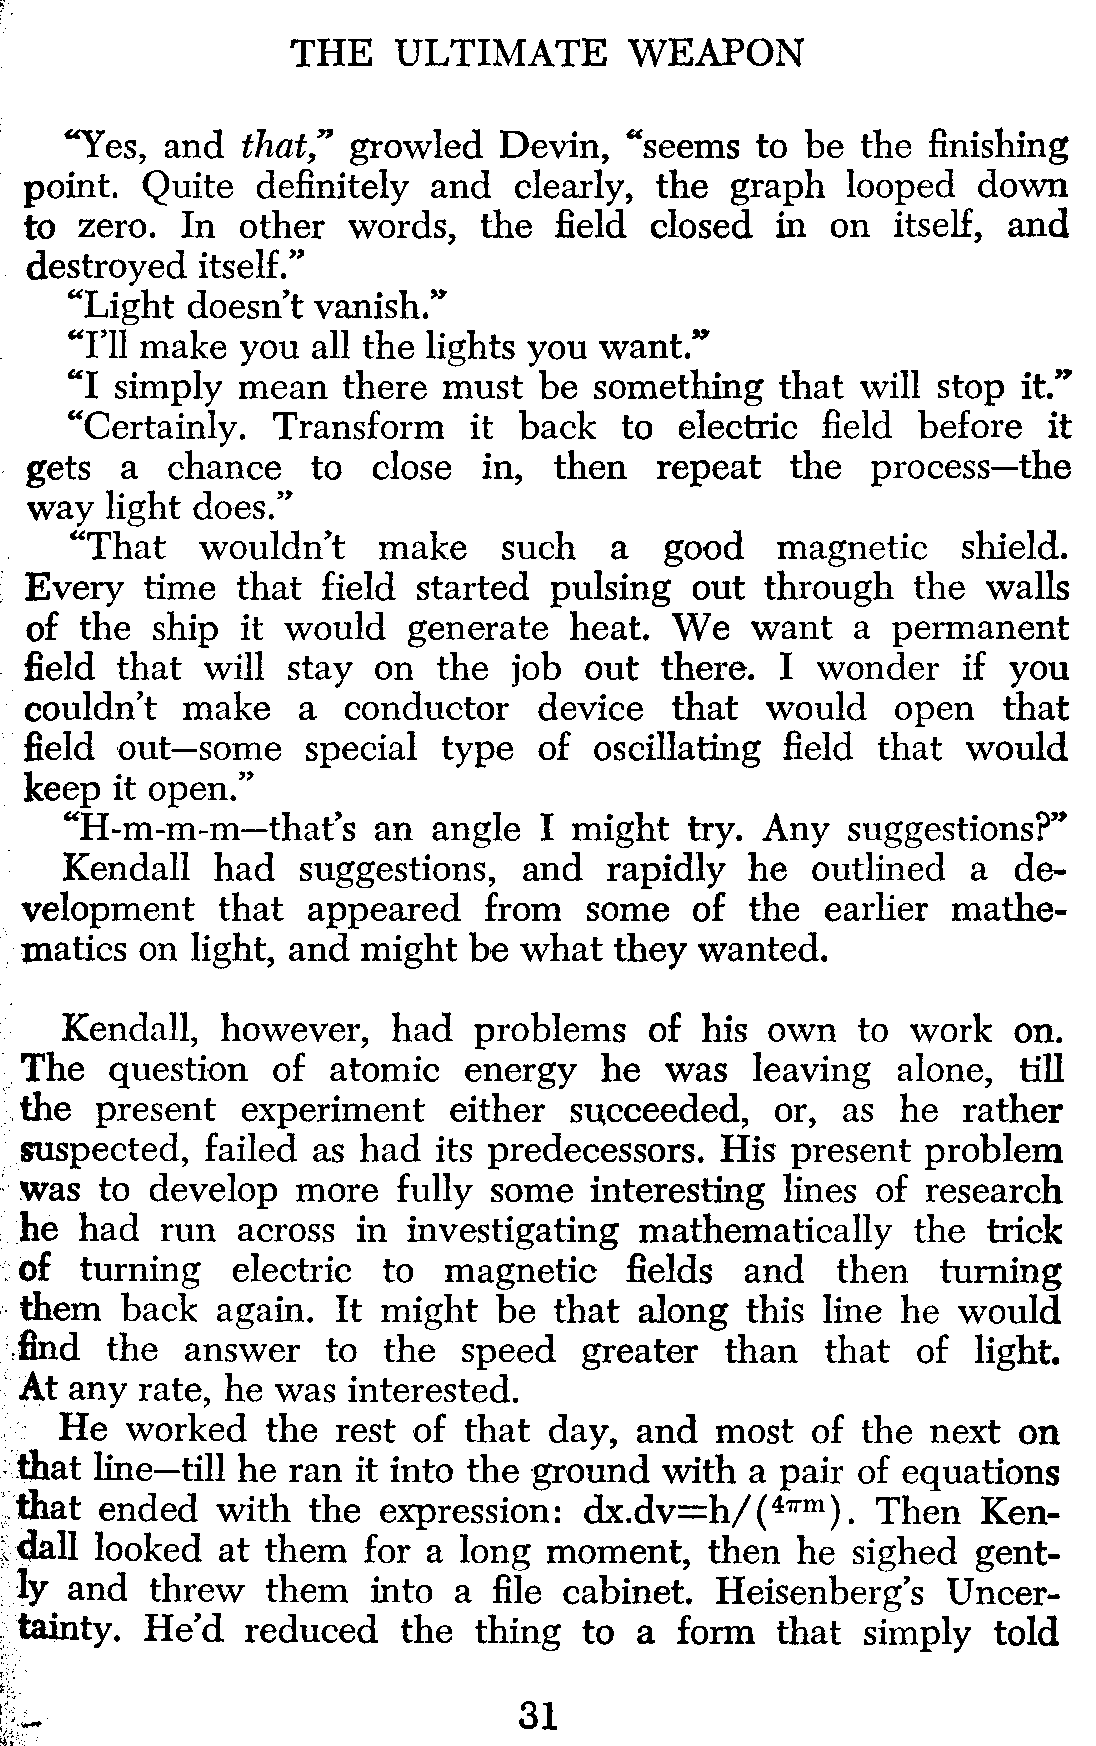 THE ULTIMATE WEAPON
“Yes, and that,” growled Devin, “seems to be the finishing
point. Quite definitely and clearly, the graph looped down
to zero. In other words, the field closed in on itself, and
destroyed itself.”
“Light doesn’t vanish.”
“I’ll make you all the lights you want.”
“I simply mean there must be something that will stop it.”
“Certainly. Transform it back to electric field before it
gets a chance to close in, then repeat the process—the
way light does.”
“That wouldn’t make such a good magnetic shield.
Every time that field started pulsing out through the walls
of the ship it would generate heat. We want a permanent
field that will stay on the job out there. I wonder if you
couldn’t make a conductor device that would open that
field out—some special type of oscillating field that would
keep it open.”
“H-m-m-m—that’s an angle I might try. Any suggestions?”
Kendall had suggestions, and rapidly he outlined a de-
velopment that appeared from some of the earlier mathe-
matics on light, and might be what they wanted.
Kendall, however, had problems of his own to work on.
The question of atomic energy he was leaving alone, till
the present experiment either succeeded, or, as he rather
suspected, failed as had its predecessors. His present problem
was to develop more fully some interesting lines of research
he had run across in investigating mathematically the trick
of turning electric to magnetic fields and then turning
them back again. It might be that along this line he would
find the answer to the speed greater than that of light.
At any rate, he was interested.
He worked the rest of that day, and most of the next on
that line—till he ran it into the ground with a pair of equations
that ended with the expression: dx.dv=h/(⁴πm). Then Ken-
dall looked at them for a long moment, then he sighed gent-
ly and threw them into a file cabinet. Heisenberg’s Uncer-
tainty. He’d reduced the thing to a form that simply told
31